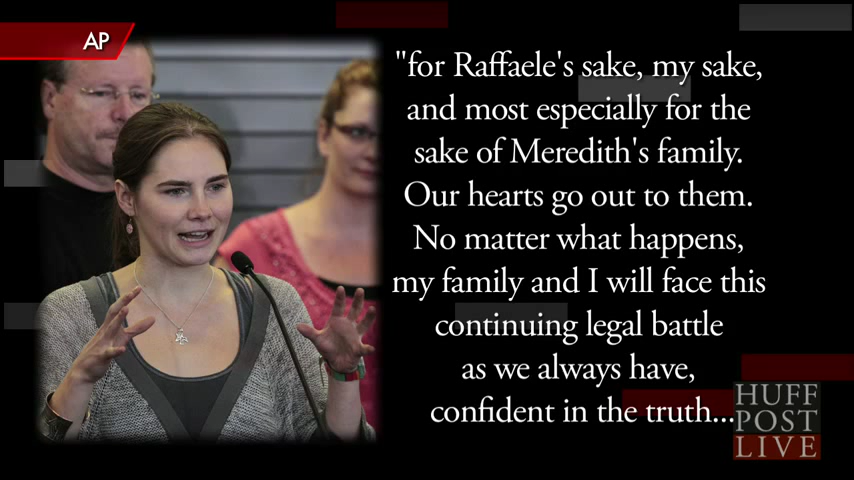 AP
"for Raffaele's sake, my sake,
and most especially for the
sake of Meredith's family.
Our hearts go out to them.
No matter what happens,
my family and I will face this
continuing legal battle
as we always have,
confident in the truth...
HUFF
POST
LIVE